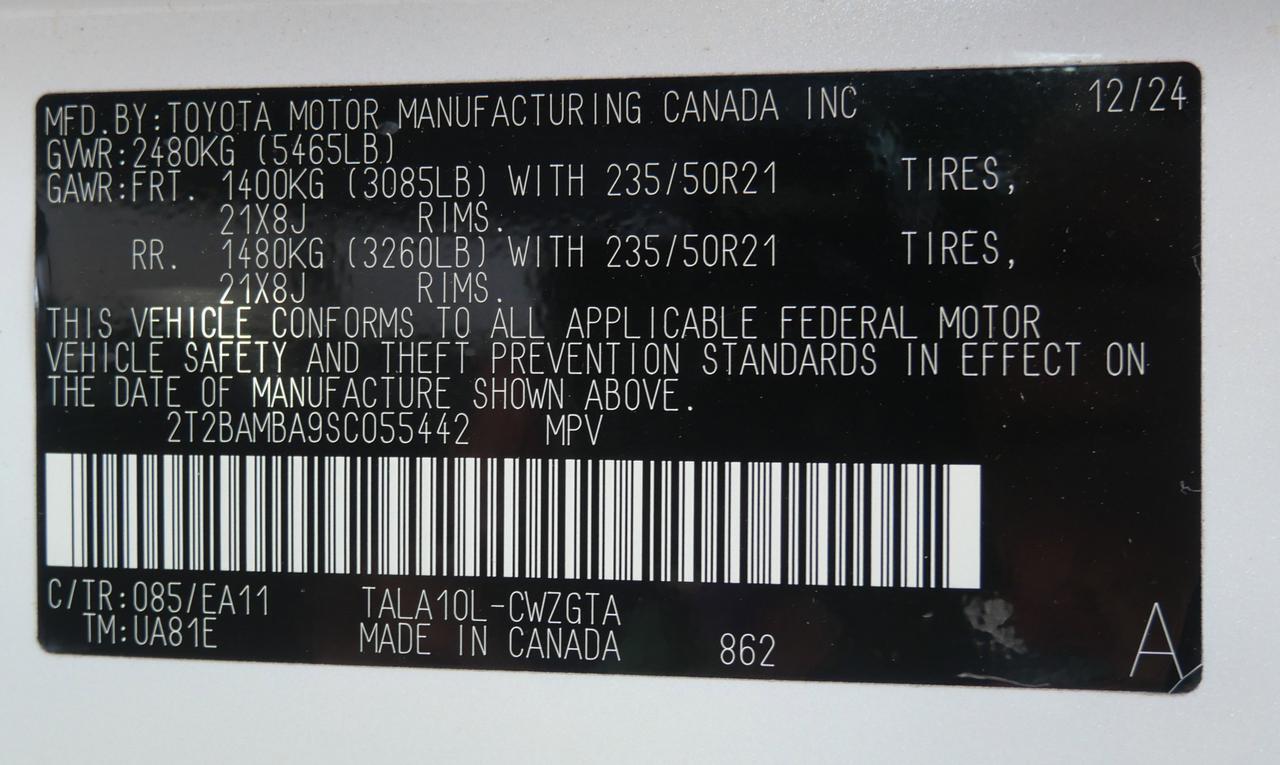 MFD.BY:TOYOTA MOTOR MANUFACTURING CANADA INC 12/24
GVWR:2480KG (5465LB)
GAWR:FRT. 1400KG (3085LB) WITH 235/50R21 TIRES,
21X8J RIMS.
RR. 1480KG (3260LB) WITH 235/50R21 TIRES,
21X8J RIMS.
THIS VEHICLE CONFORMS TO ALL APPLICABLE FEDERAL MOTOR
VEHICLE SAFETY AND THEFT PREVENTION STANDARDS IN EFFECT ON
THE DATE OF MANUFACTURE SHOWN ABOVE.
2T2BAMBA9SC055442 MPV
C/TR:085/EA11 TALA10L-CWZGTA
TM:UA81E MADE IN CANADA 862 A